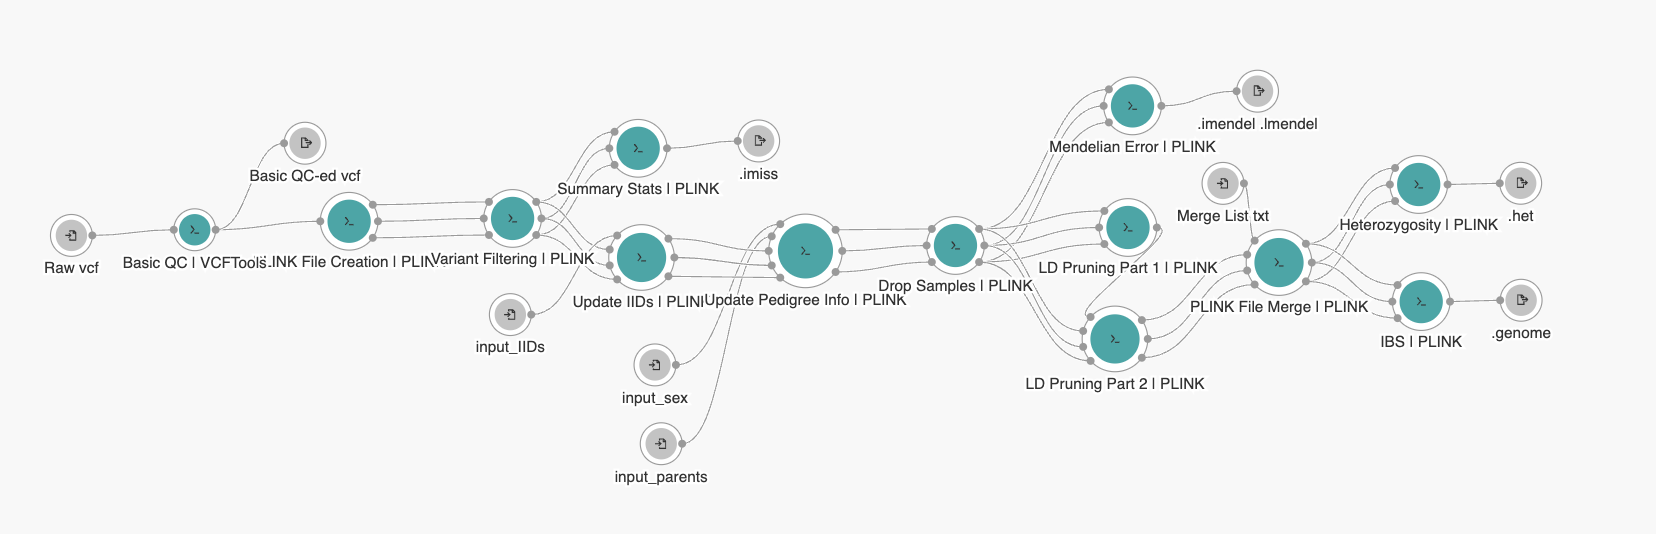 Raw vcf
Basic QC | VCFTools
Basic QC-ed vcf
LINK File Creation | PLIN
Variant Filtering | PLINK
input_IIDs
Summary Stats | PLINK
.imiss
Update IIDs | PLINK
input_sex
input_parents
Update Pedigree Info | PLINK
Drop Samples | PLINK
Mendelian Error | PLINK
.imendel .lmendel
LD Pruning Part 1 | PLINK
LD Pruning Part 2 | PLINK
Merge List txt
PLINK File Merge | PLINK
Heterozygosity | PLINK
.het
IBS | PLINK
.genome